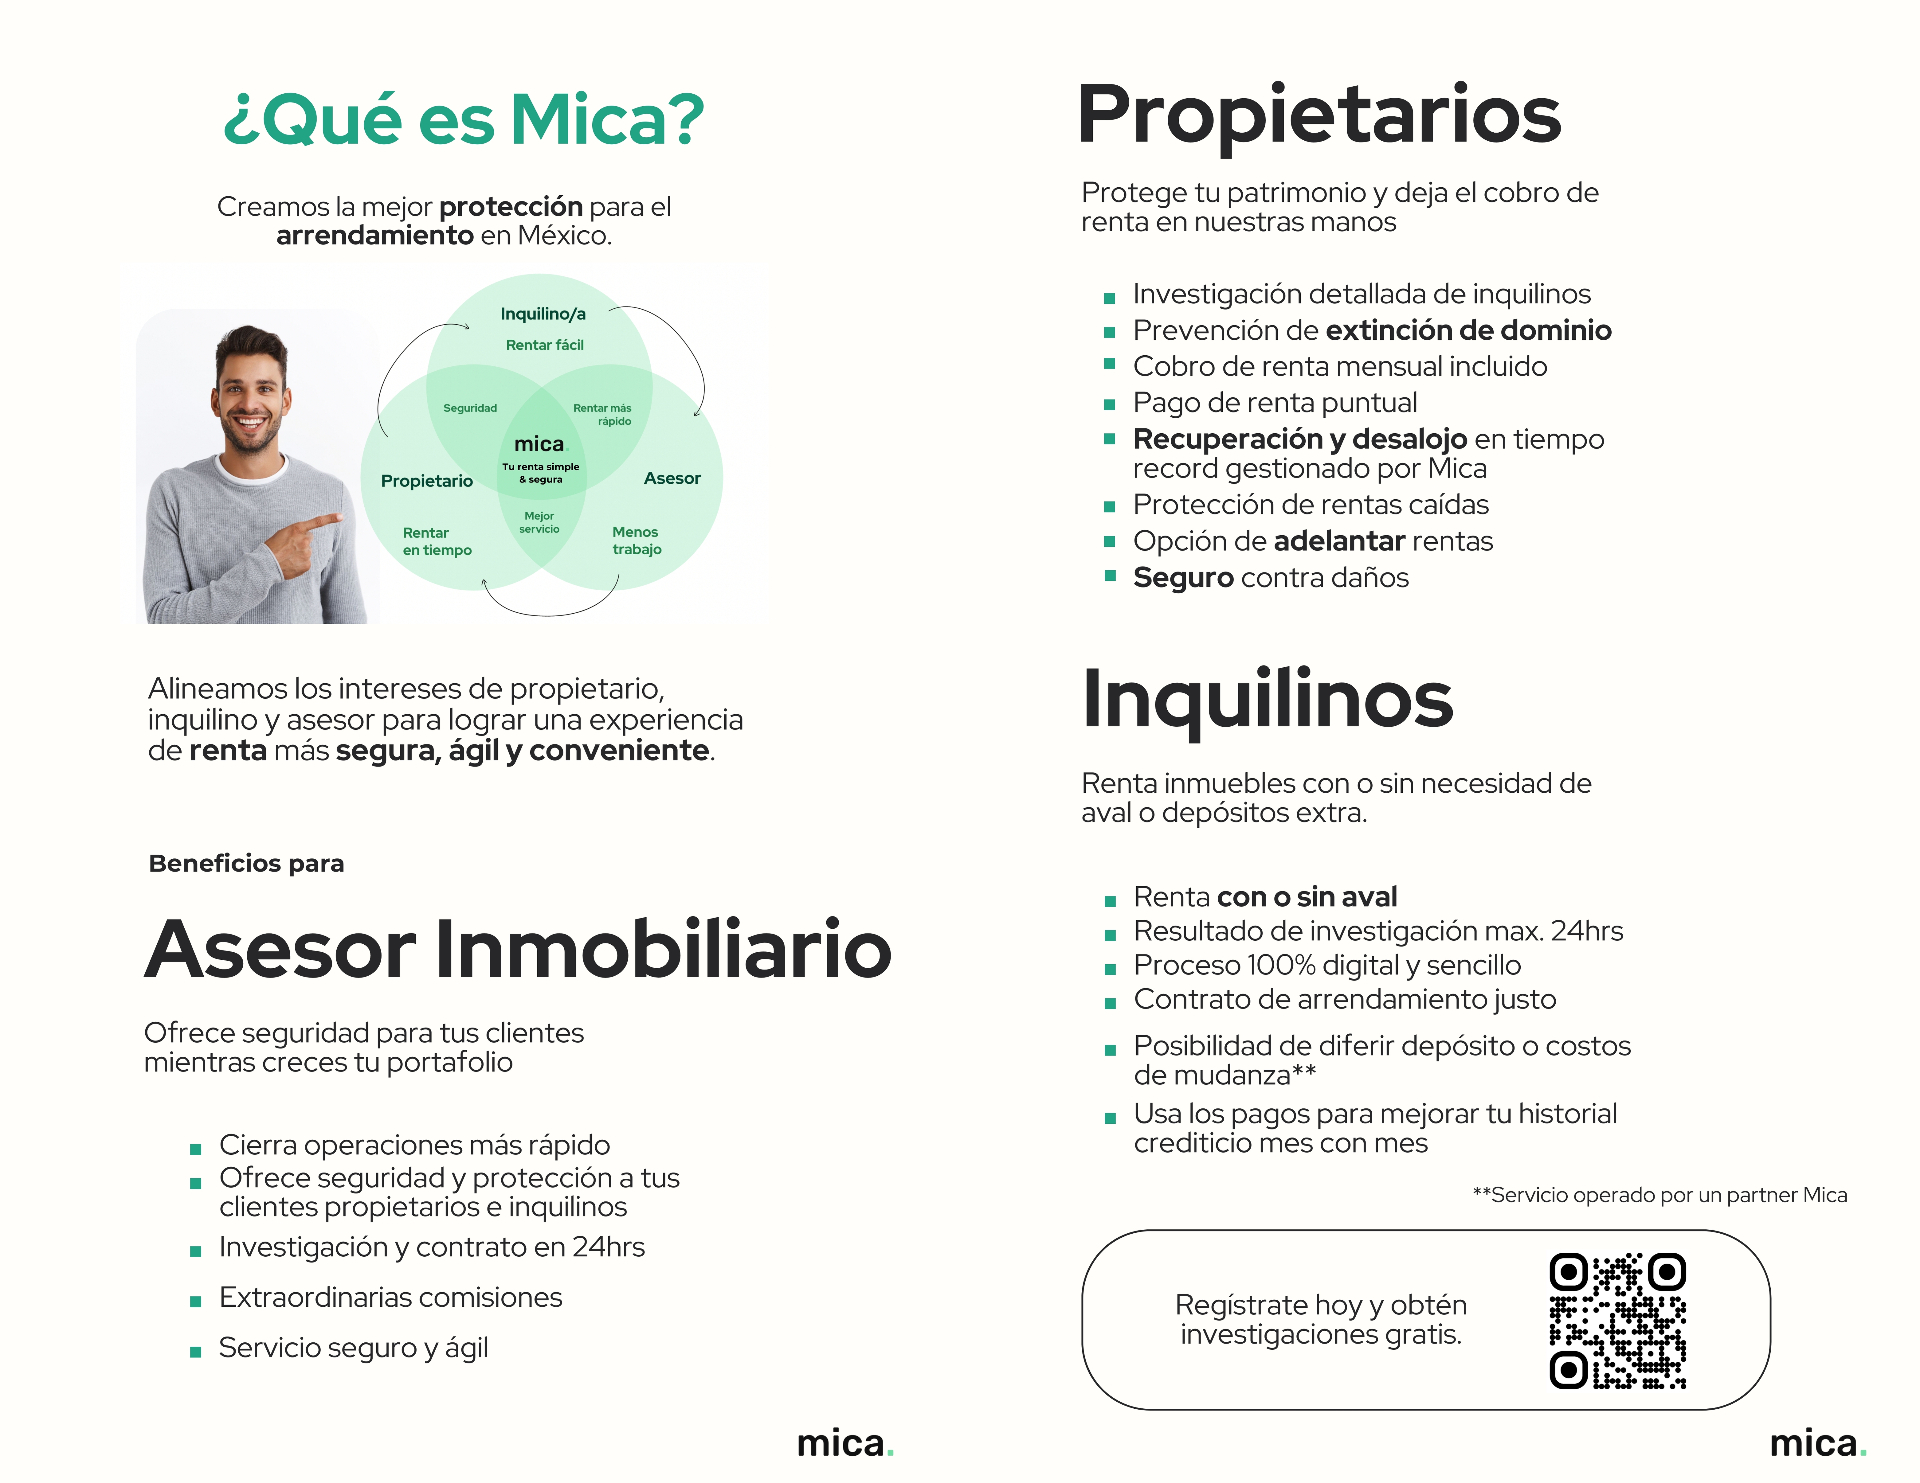 ¿Qué es Mica?
Creamos la mejor protección para el
arrendamiento en México.
Inquilino/a
Rentar fácil
Seguridad
Rentar más
rápido
mica.
Tu renta simple
& segura
Propietario
Asesor
Mejor
servicio
Rentar
en tiempo
Menos
trabajo
Alineamos los intereses de propietario,
inquilino y asesor para lograr una experiencia
de renta más segura, ágil y conveniente.
Beneficios para
Asesor Inmobiliario
Ofrece seguridad para tus clientes
mientras creces tu portafolio
Cierra operaciones más rápido
Ofrece seguridad y protección a tus
clientes propietarios e inquilinos
Investigación y contrato en 24hrs
Extraordinarias comisiones
Servicio seguro y ágil
mica.
Propietarios
Protege tu patrimonio y deja el cobro de
renta en nuestras manos
Investigación detallada de inquilinos
Prevención de extinción de dominio
Cobro de renta mensual incluido
Pago de renta puntual
Recuperación y desalojo en tiempo
record gestionado por Mica
Protección de rentas caídas
Opción de adelantar rentas
Seguro contra daños
Inquilinos
Renta inmuebles con o sin necesidad de
aval o depósitos extra.
Renta con o sin aval
Resultado de investigación max. 24hrs
Proceso 100% digital y sencillo
Contrato de arrendamiento justo
Posibilidad de diferir depósito o costos
de mudanza**
Usa los pagos para mejorar tu historial
crediticio mes con mes
**Servicio operado por un partner Mica
Regístrate hoy y obtén
investigaciones gratis.
mica.